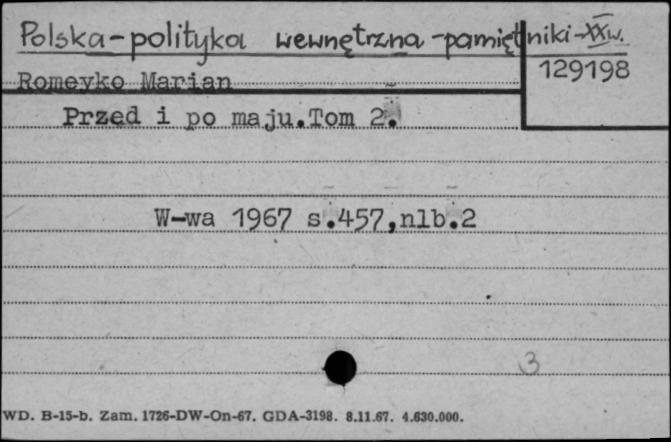 Polska-polityka wewnętrzna-pamiętniki-XXw.
129198
Romeyko Marian
Przed i po maju.Tom 2.
W-wa 1967 s.457,nlb.2
3
WD. B-15-b. Zam. 1726-DW-On-67. GDA-3198. 8.11.67. 4.630.000.